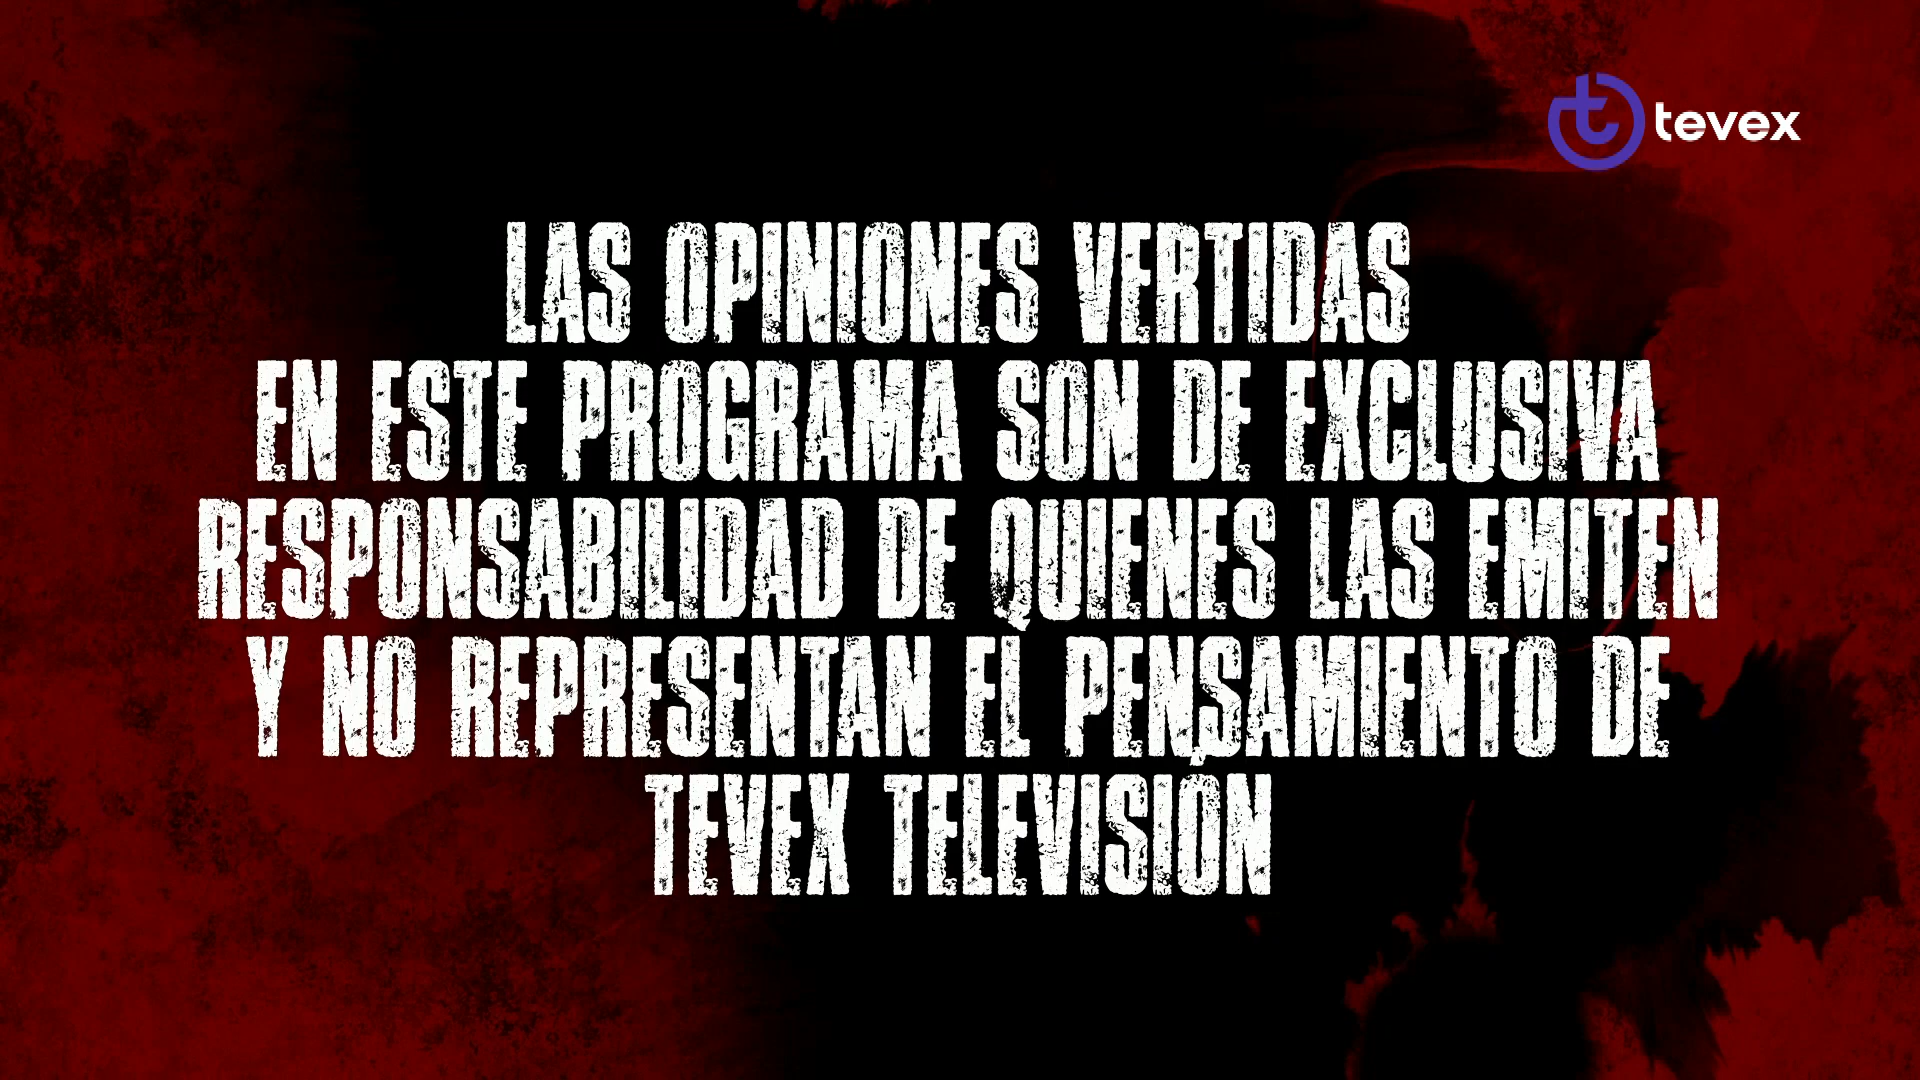 tevex
LAS OPINIONES VERTIDAS
EN ESTE PROGRAMA SON DE EXCLUSIVA
RESPONSABILIDAD DE QUIENES LAS EMITEN
Y NO REPRESENTAN EL PENSAMIENTO DE
TEVEX TELEVISIÓN